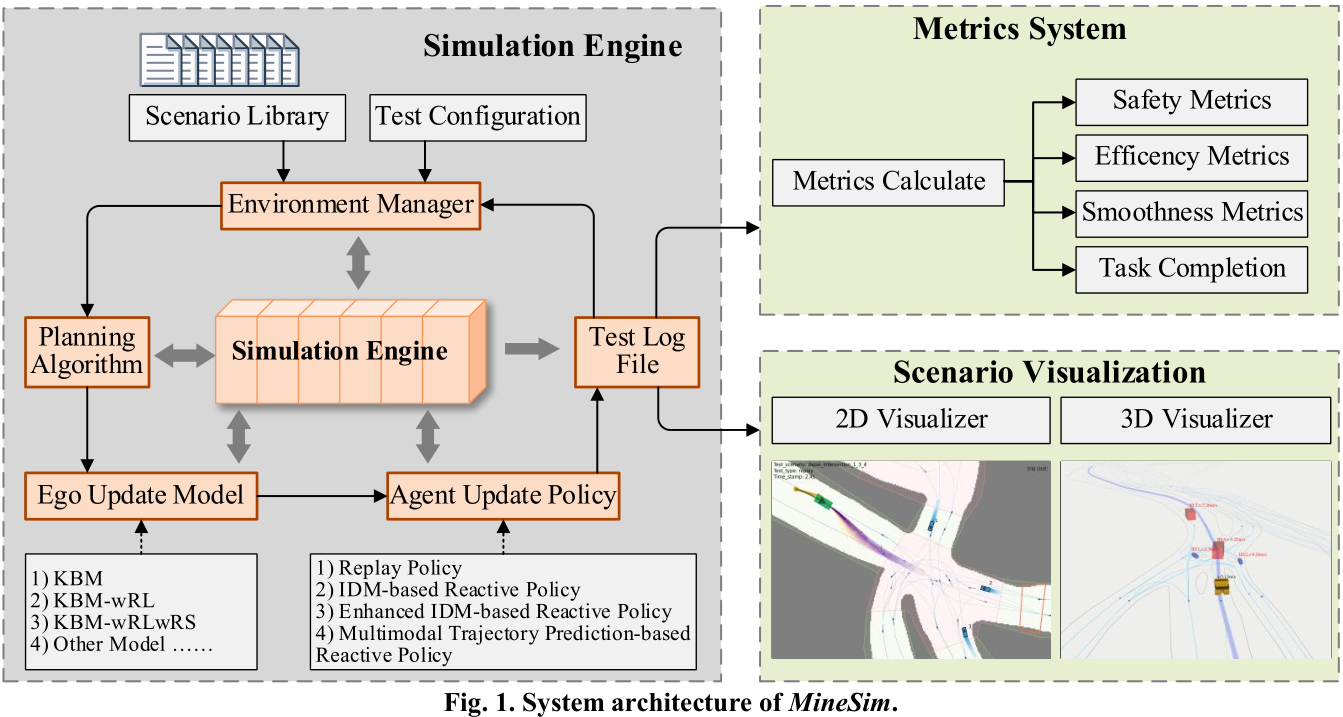 Simulation Engine
Scenario Library
Test Configuration
Environment Manager
Planning
Algorithm
Simulation Engine
Test Log
File
Ego Update Model
Agent Update Policy
1) KBM
2) KBM-wRL
3) KBM-wRLwRS
4) Other Model ……
1) Replay Policy
2) IDM-based Reactive Policy
3) Enhanced IDM-based Reactive Policy
4) Multimodal Trajectory Prediction-based
Reactive Policy
Metrics System
Metrics Calculate
Safety Metrics
Efficency Metrics
Smoothness Metrics
Task Completion
Scenario Visualization
2D Visualizer
3D Visualizer
Test_type: replay
Fig. 1. System architecture of MineSim.